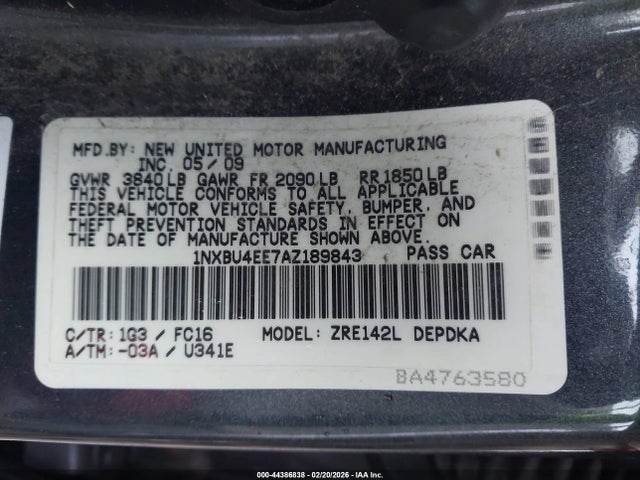 MFD.BY: NEW UNITED MOTOR MANUFACTURING
INC. 05/09
GVWR 3840LB GAWR FR 2090LB RR1850LB
THIS VEHICLE CONFORMS TO ALL APPLICABLE
FEDERAL MOTOR VEHICLE SAFETY, BUMPER, AND
THEFT PREVENTION STANDARDS IN EFFECT ON
THE DATE OF MANUFACTURE SHOWN ABOVE.
1NXBU4EE7AZ189843 PASS CAR
C/TR: 1G3 / FC16 MODEL: ZRE142L DEPDKA
A/TM: -03A / U341E
BA4763580
000-44386838 - 02/20/2026 - IAA Inc.